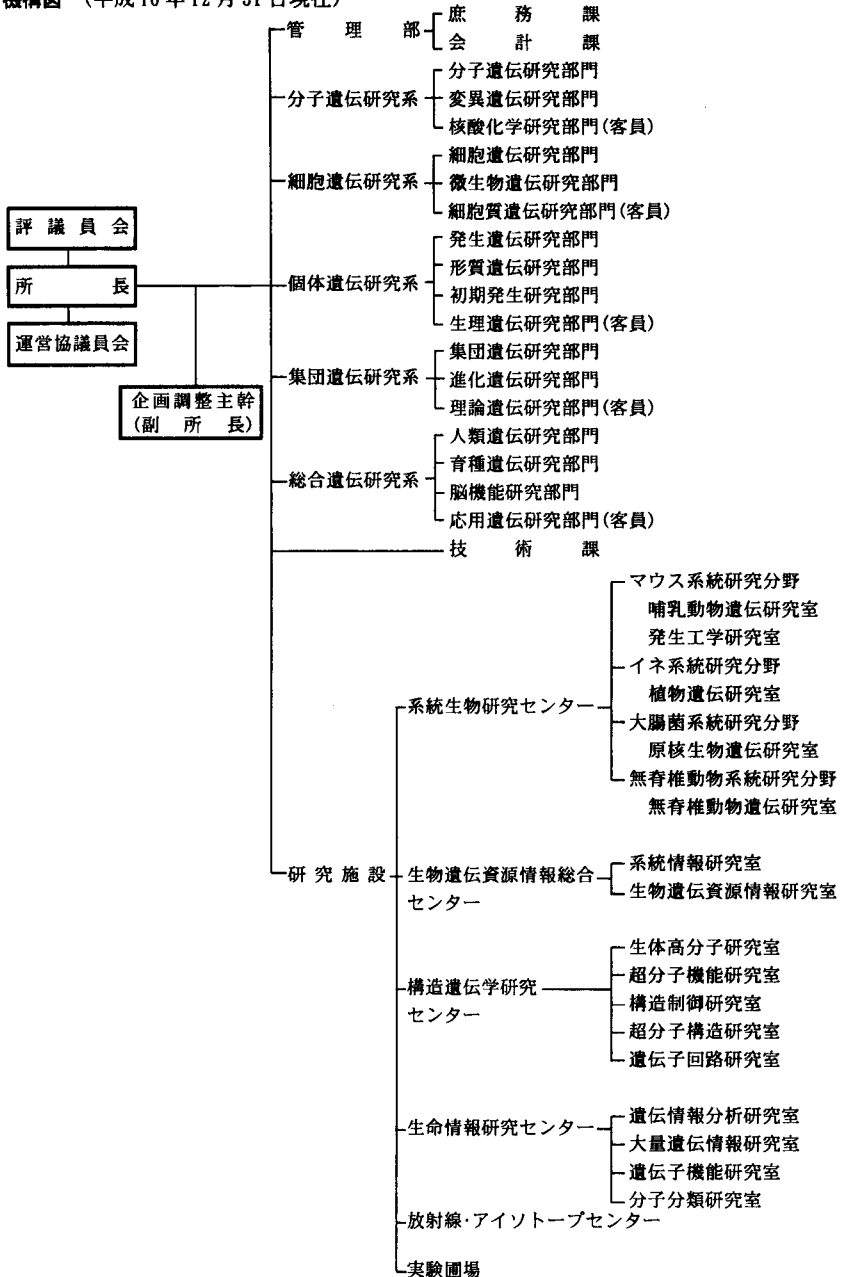 機構図 (平成10年12月31日現在)
管理部
庶務課
会計課
分子遺伝研究系
分子遺伝研究部門
変異遺伝研究部門
核酸化学研究部門(客員)
細胞遺伝研究系
細胞遺伝研究部門
微生物遺伝研究部門
細胞質遺伝研究部門(客員)
評議員会
所長
運営協議員会
企画調整主幹
(副所長)
個体遺伝研究系
発生遺伝研究部門
形質遺伝研究部門
初期発生研究部門
生理遺伝研究部門(客員)
集団遺伝研究系
集団遺伝研究部門
進化遺伝研究部門
理論遺伝研究部門(客員)
総合遺伝研究系
人類遺伝研究部門
育種遺伝研究部門
脳機能研究部門
応用遺伝研究部門(客員)
技術課
研究施設
系統生物研究センター
マウス系統研究分野
哺乳動物遺伝研究室
発生工学研究室
イネ系統研究分野
植物遺伝研究室
大腸菌系統研究分野
原核生物遺伝研究室
無脊椎動物系統研究分野
無脊椎動物遺伝研究室
生物遺伝資源情報総合
センター
系統情報研究室
生物遺伝資源情報研究室
構造遺伝学研究
センター
生体高分子研究室
超分子機能研究室
構造制御研究室
超分子構造研究室
遺伝子回路研究室
生命情報研究センター
遺伝情報分析研究室
大量遺伝情報研究室
遺伝子機能研究室
分子分類研究室
放射線・アイソトープセンター
実験圃場